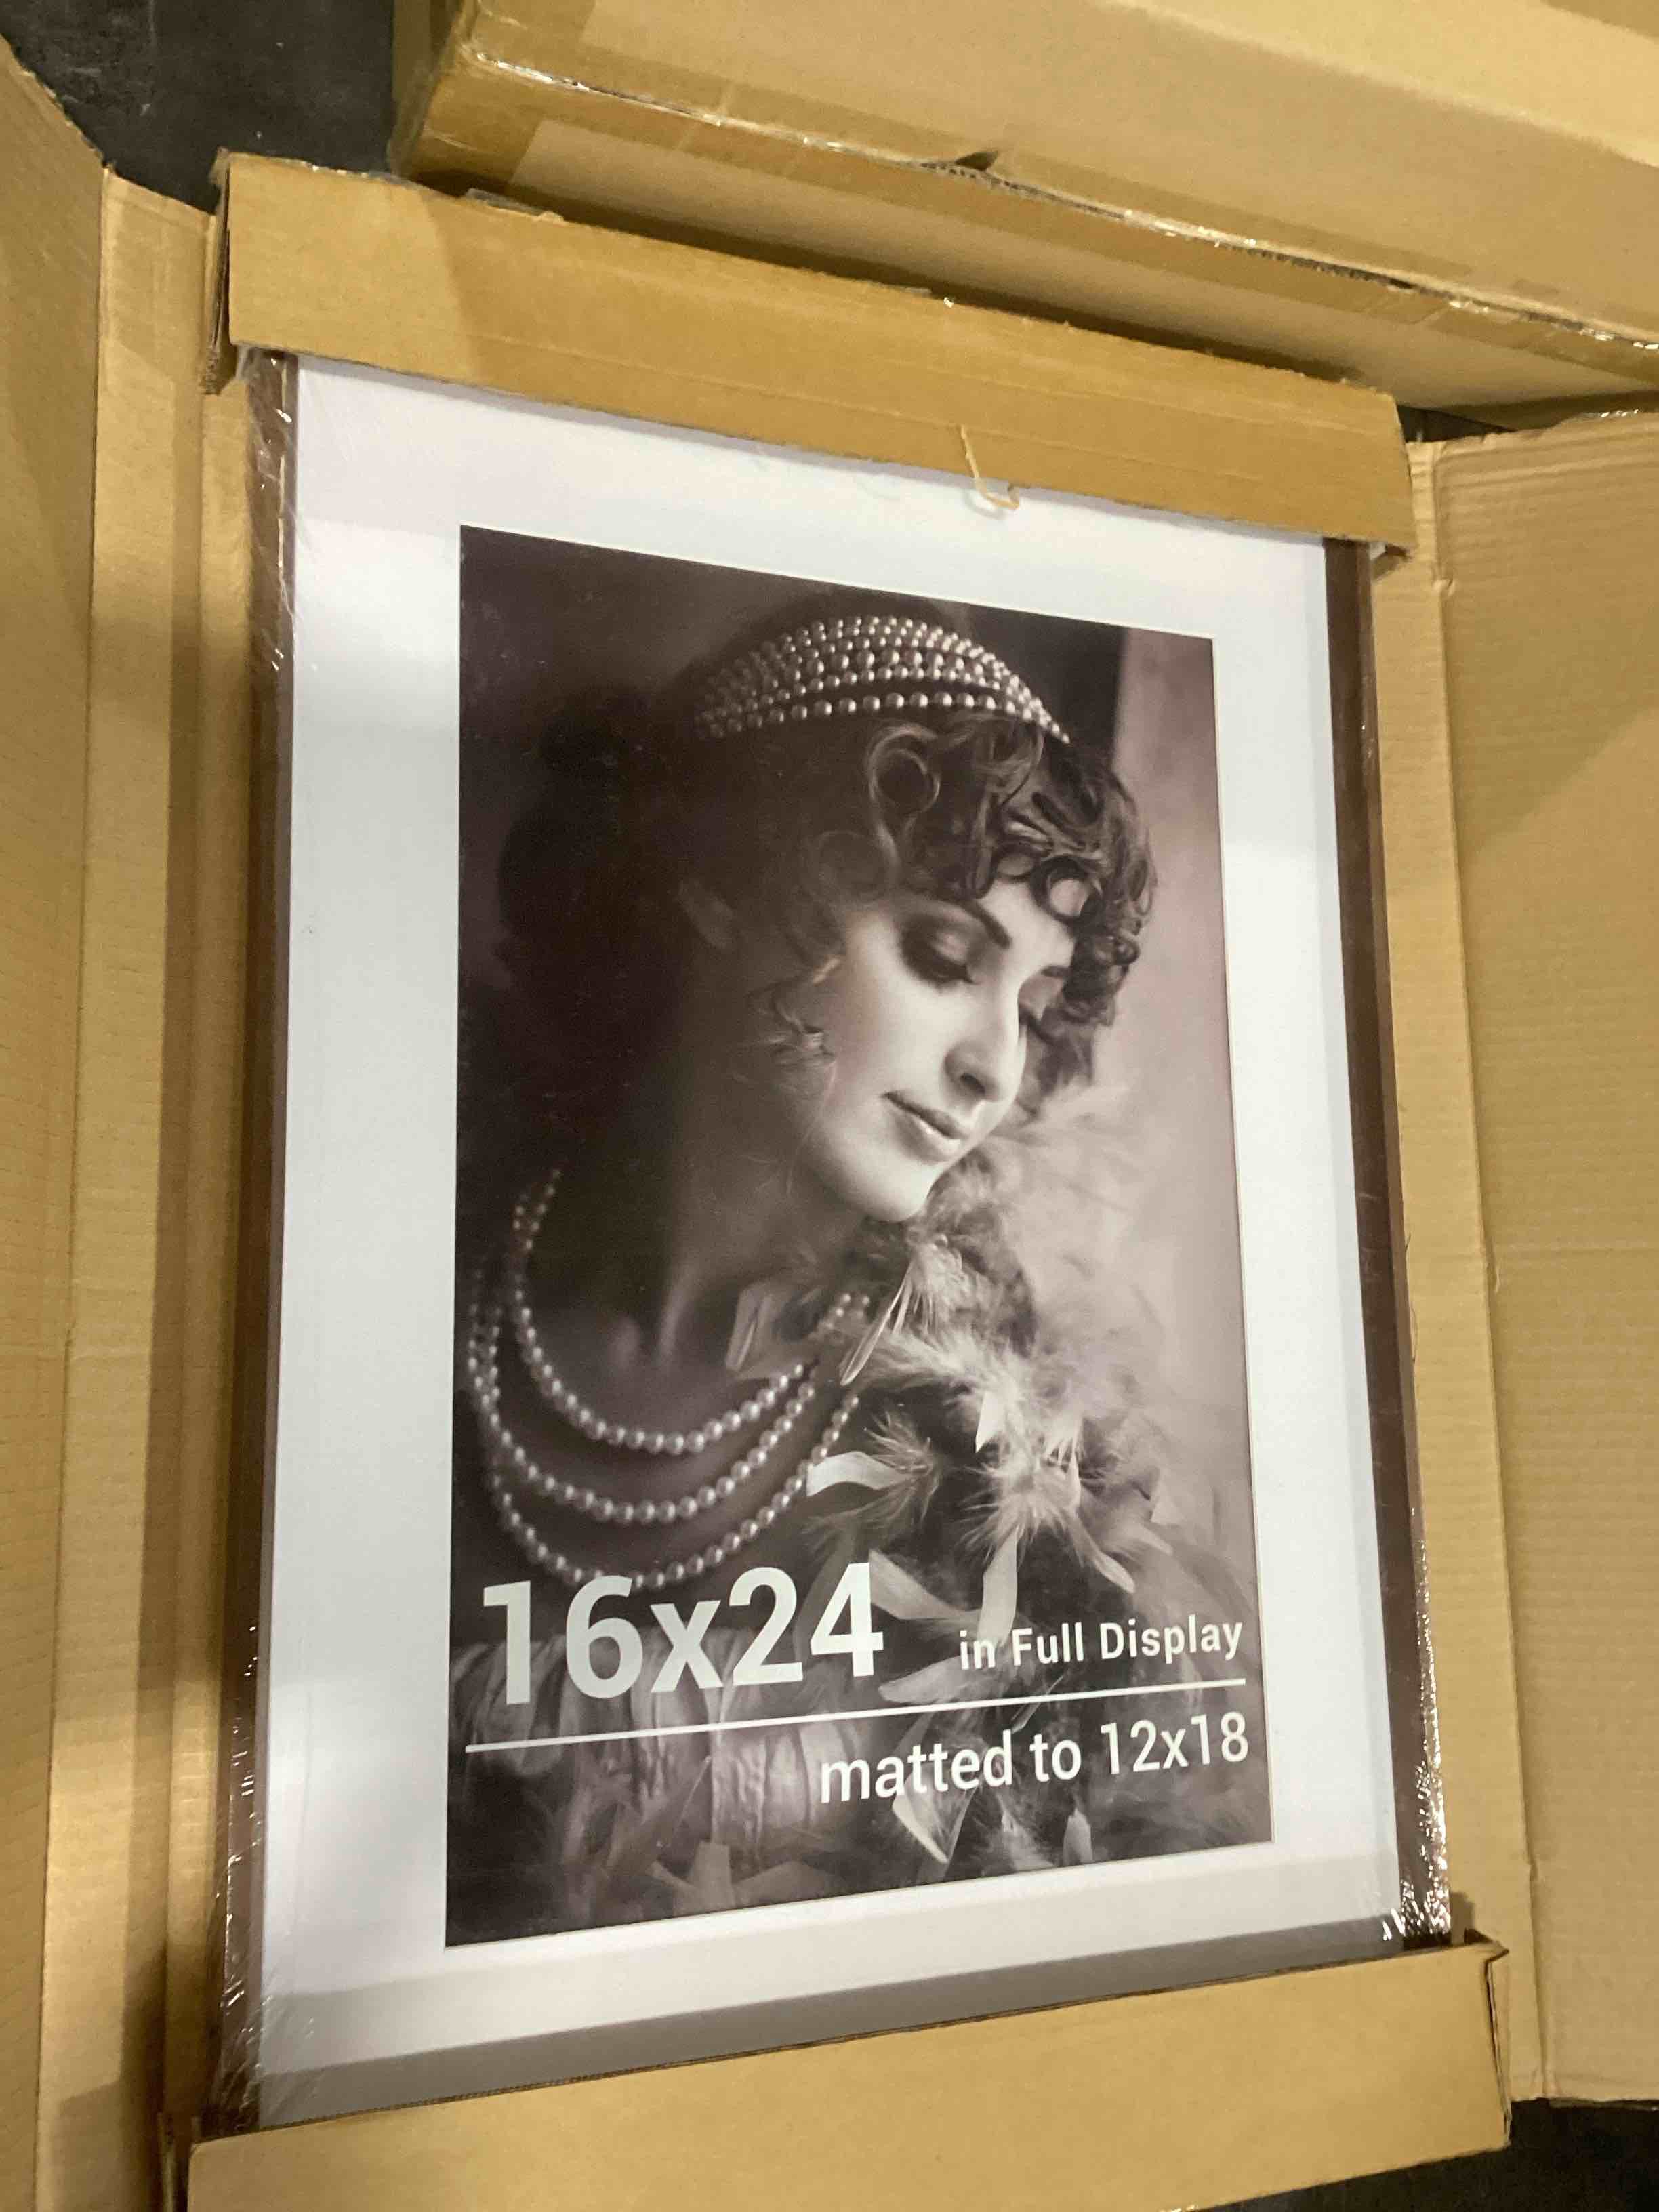 16x24 in Full Display
matted to 12x18